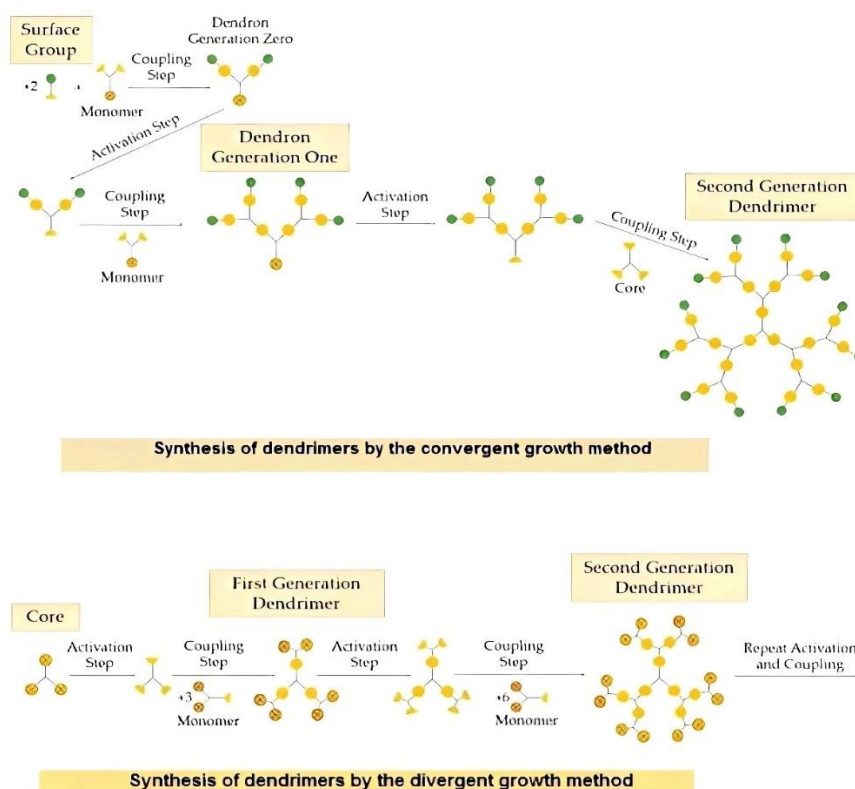 Surface
Group
+2
+
Monomer
Coupling
Step
Dendron
Generation Zero
Activation Step
Coupling
Step
Monomer
Dendron
Generation One
Activation
Step
Coupling Step
Core
Second Generation
Dendrimer
Synthesis of dendrimers by the convergent growth method
Core
Activation
Step
Coupling
Step
+3
Monomer
First Generation
Dendrimer
Activation
Step
Coupling
Step
+6
Monomer
Second Generation
Dendrimer
Repeat Activation
and Coupling
Synthesis of dendrimers by the divergent growth method